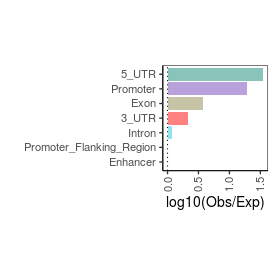 5_UTR
Promoter
Exon
3_UTR
Intron
Promoter_Flanking_Region
Enhancer
0.0
0.5
1.0
1.5
log10(Obs/Exp)